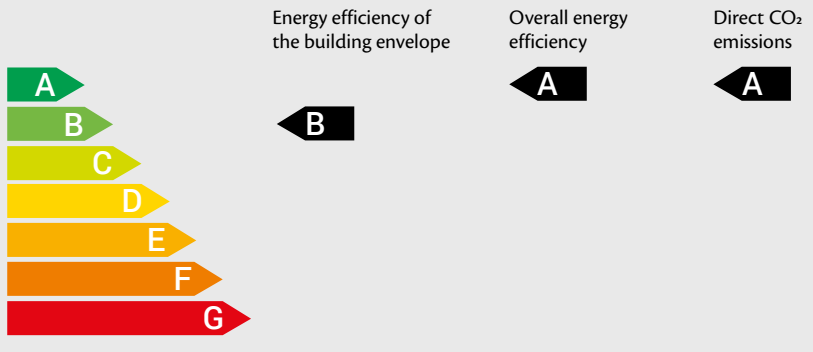 Energy efficiency of
the building envelope
Overall energy
efficiency
Direct CO₂
emissions
A
A
A
B
B
C
D
E
F
G